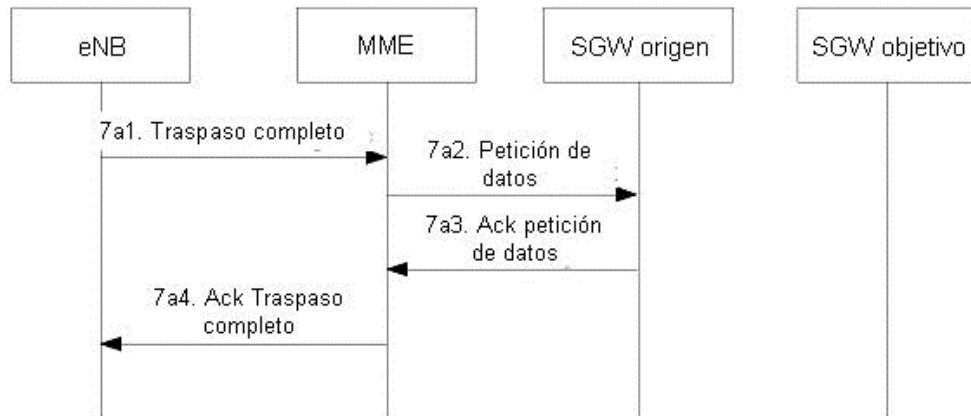 eNB
MME
SGW origen
SGW objetivo
7a1. Traspaso completo
7a2. Petición de
datos
7a3. Ack petición
de datos
7a4. Ack Traspaso
completo